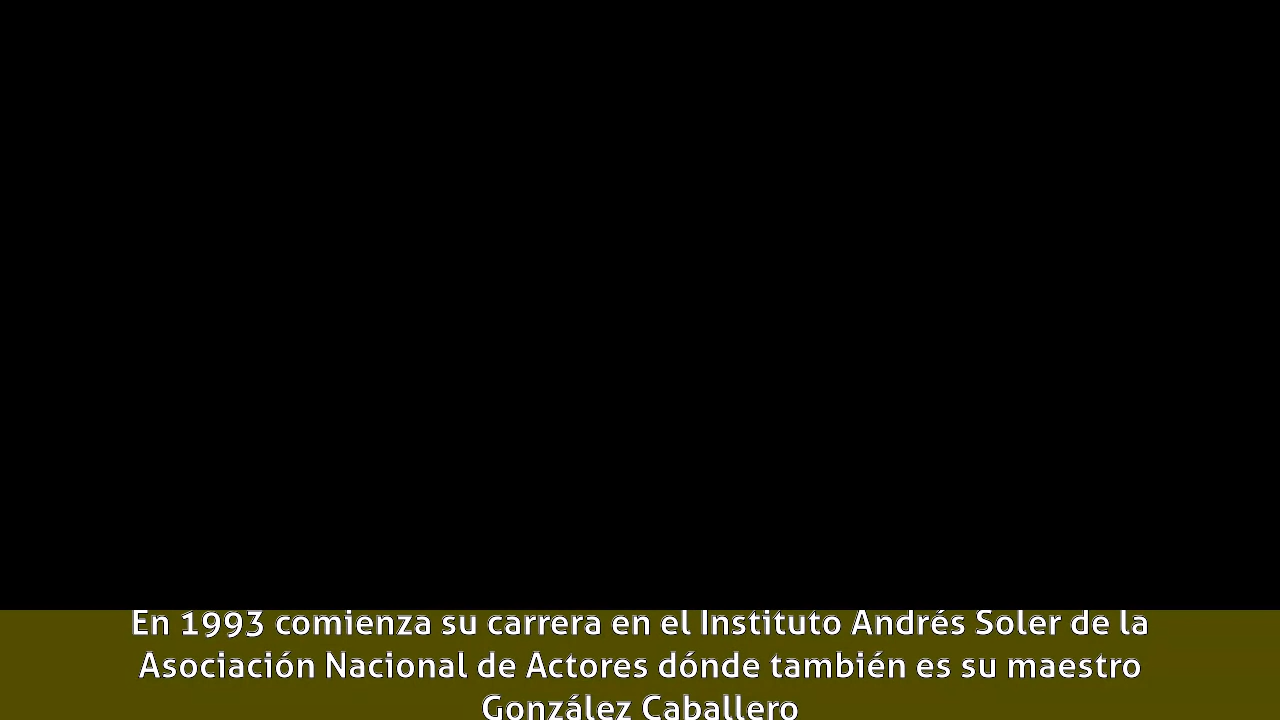 En 1993 comienza su carrera en el Instituto Andrés Soler de la
Asociación Nacional de Actores dónde también es su maestro
González Caballero